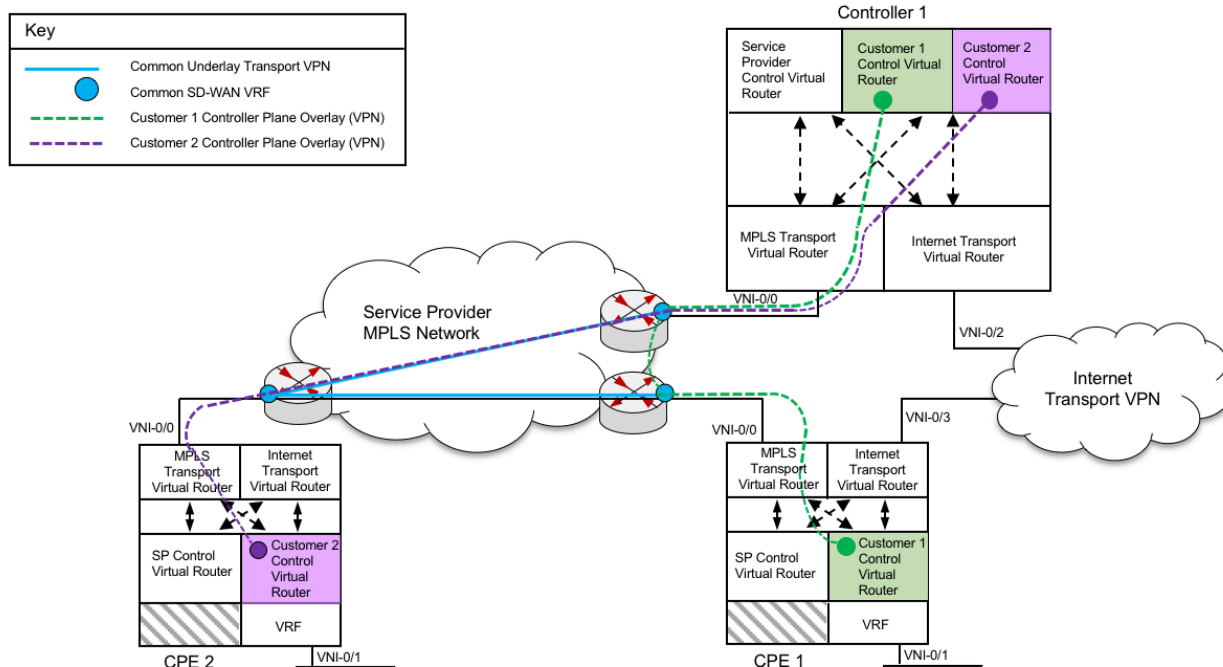 Key
Common Underlay Transport VPN
Common SD-WAN VRF
Customer 1 Controller Plane Overlay (VPN)
Customer 2 Controller Plane Overlay (VPN)
Controller 1
Service
Provider
Control Virtual
Router
Customer 1
Control Virtual
Router
Customer 2
Control
Virtual Router
MPLS Transport
Virtual Router
Internet Transport
Virtual Router
VNI-0/0
VNI-0/2
Service Provider
MPLS Network
Internet
Transport VPN
VNI-0/0
MPLS
Transport
Virtual Router
Internet
Transport
Virtual Router
SP Control
Virtual Router
Customer 2
Control
Virtual
Router
VRF
CPE 2
VNI-0/1
VNI-0/0
VNI-0/3
MPLS
Transport
Virtual Router
Internet
Transport
Virtual Router
SP Control
Virtual Router
Customer 1
Control
Virtual
Router
VRF
CPE 1
VNI-0/1